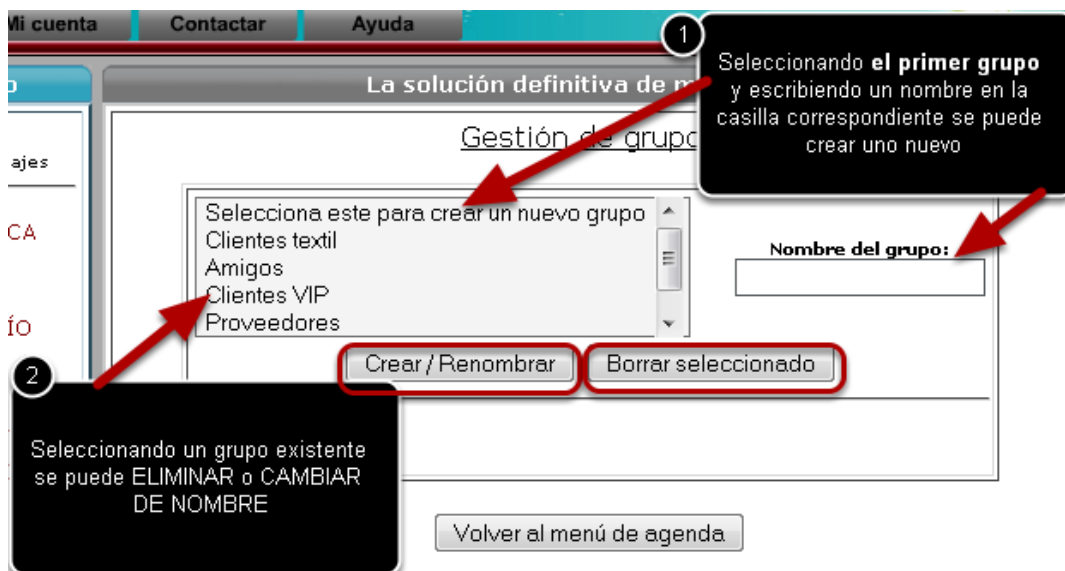 Mi cuenta
Contactar
Ayuda
1
Seleccionando el primer grupo
y escribiendo un nombre en la
casilla correspondiente se puede
crear uno nuevo
La solución definitiva de
Gestión de grupo
ajes
CA
ÍO
Selecciona este para crear un nuevo grupo
Clientes textil
Amigos
Clientes VIP
Proveedores
Nombre del grupo:
Crear / Renombrar
Borrar seleccionado
2
Seleccionando un grupo existente
se puede ELIMINAR o CAMBIAR
DE NOMBRE
Volver al menú de agenda